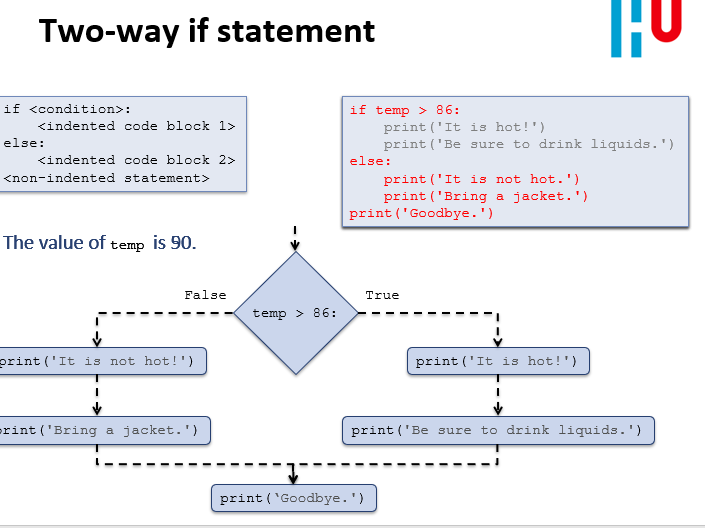 Two-way if statement
HU
if <condition>:
    <indented code block 1>
else:
    <indented code block 2>
<non-indented statement>
if temp > 86:
    print('It is hot!')
    print('Be sure to drink liquids.')
else:
    print('It is not hot.')
    print('Bring a jacket.')
print('Goodbye.')
The value of temp is 90.
False
True
temp > 86:
print('It is not hot!')
print('It is hot!')
print('Bring a jacket.')
print('Be sure to drink liquids.')
print(‘Goodbye.')